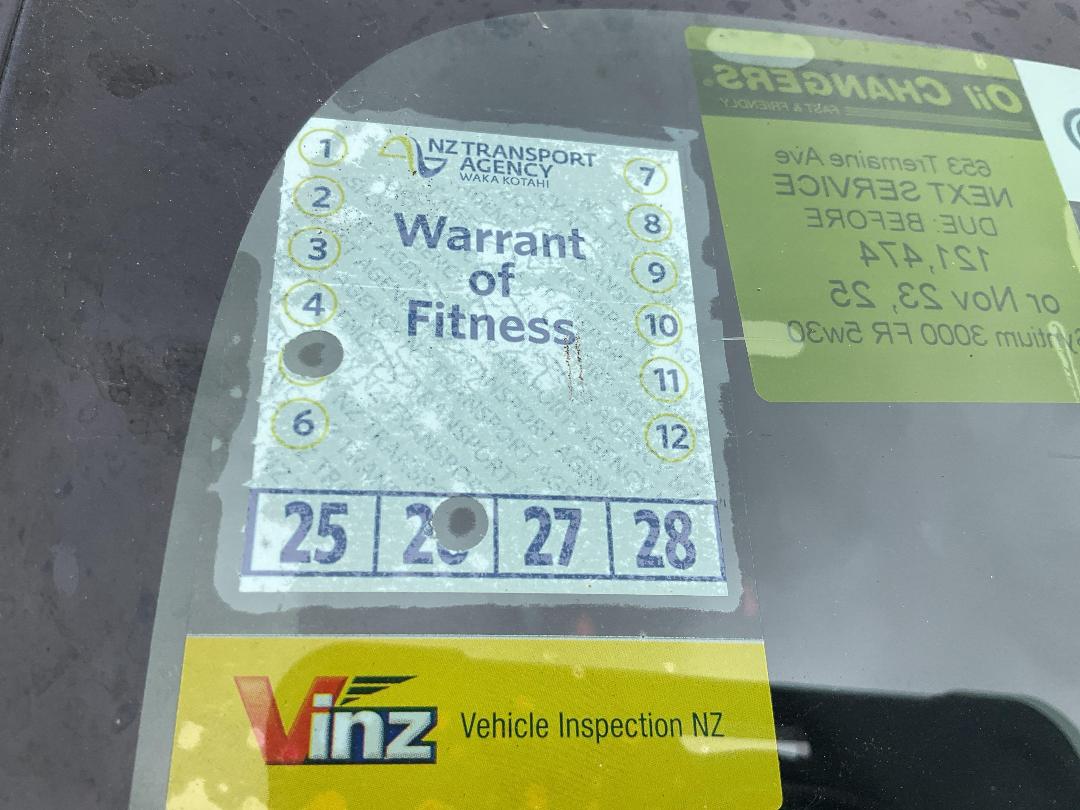 1
2
3
4
6
NZ TRANSPORT
AGENCY
WAKA KOTAHI
Warrant
of
Fitness
7
8
9
10
11
12
25 26 27 28
Vinz Vehicle Inspection NZ
Oil CHANGERS®
FAST & FRIENDLY
653 Tremaine Ave
NEXT SERVICE
DUE: BEFORE
121,474
or Nov 23, 25
3000 FR 5w30